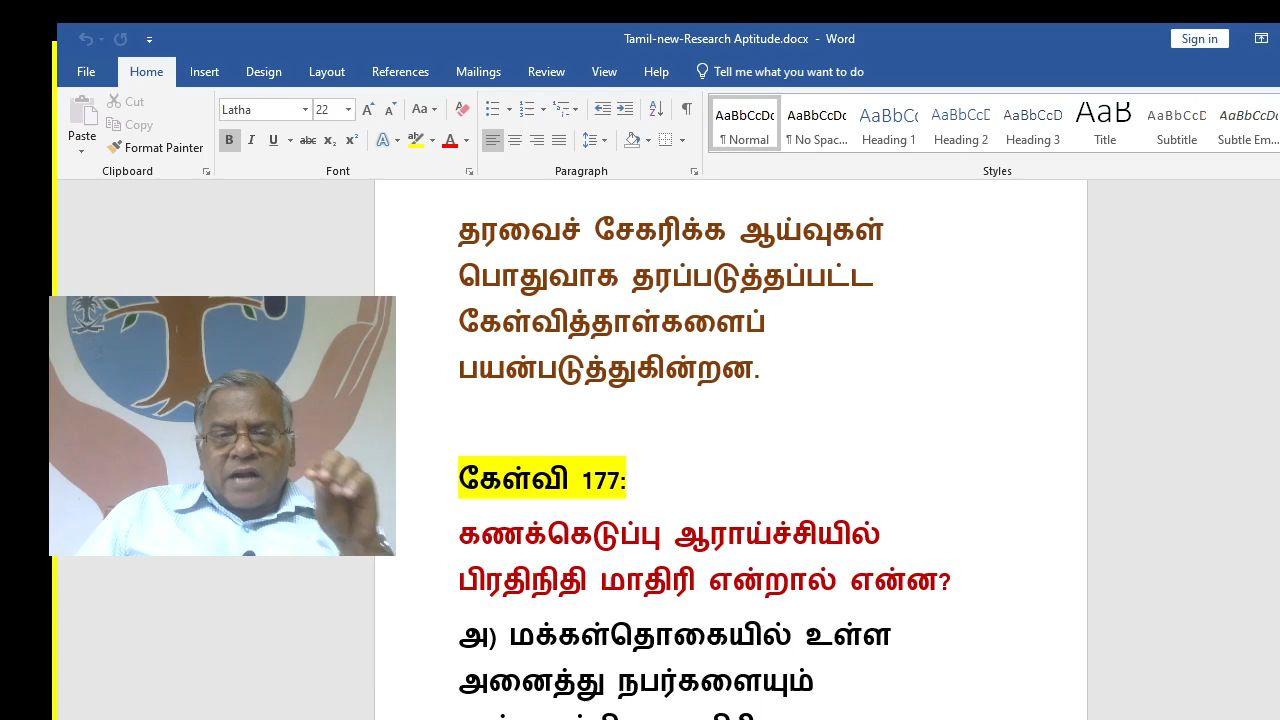 Tamil-new-Research Aptitude.docx - Word
Sign in
File Home Insert Design Layout References Mailings Review View Help Tell me what you want to do
Cut
Copy
Paste
Format Painter
Latha 22
Aa
B I U abc x₂ x²
Clipboard Font Paragraph Styles
AaBbCcDc AaBbCcDc AaBbCc AaBbCcD AaBbCcD AaB AaBbCcD AaBbCcDc
¶ Normal ¶ No Spac... Heading 1 Heading 2 Heading 3 Title Subtitle Subtle Em...
தரவைச் சேகரிக்க ஆய்வுகள்
பொதுவாக தரப்படுத்தப்பட்ட
கேள்வித்தாள்களைப்
பயன்படுத்துகின்றன.
கேள்வி 177:
கணக்கெடுப்பு ஆராய்ச்சியில்
பிரதிநிதி மாதிரி என்றால் என்ன?
அ) மக்கள்தொகையில் உள்ள
அனைத்து நபர்களையும்